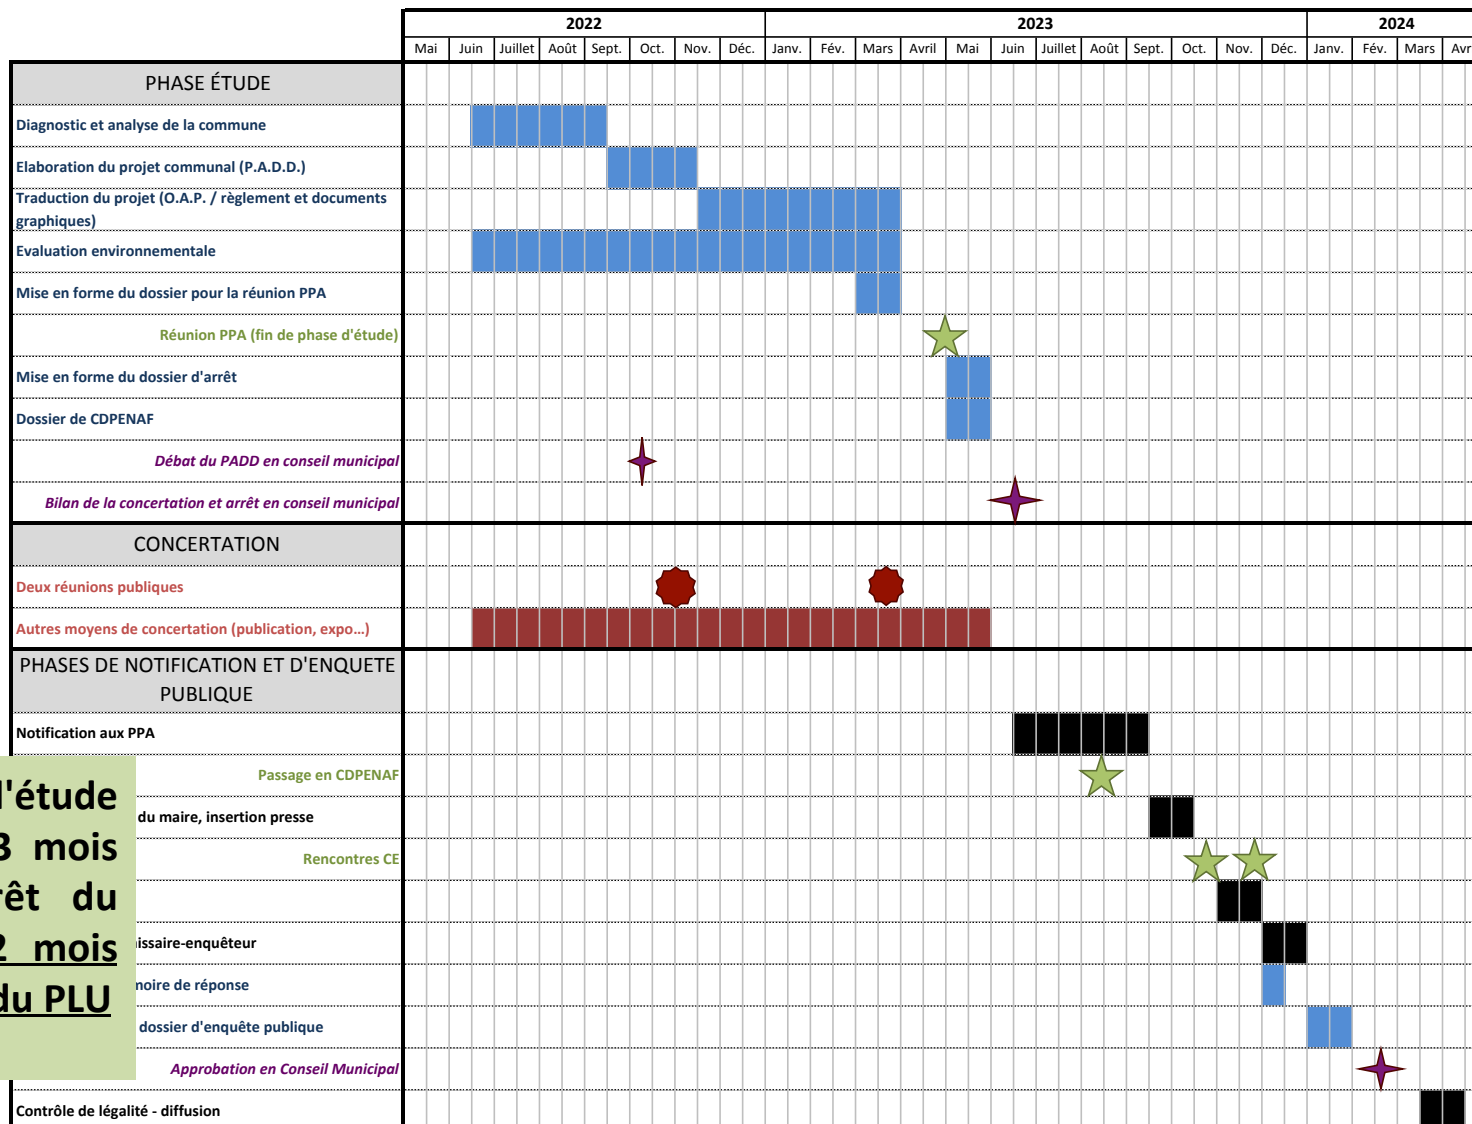 2022 2023 2024
Mai Juin Juillet Août Sept. Oct. Nov. Déc. Janv. Fév. Mars Avril Mai Juin Juillet Août Sept. Oct. Nov. Déc. Janv. Fév. Mars Avr
PHASE ÉTUDE
Diagnostic et analyse de la commune
Elaboration du projet communal (P.A.D.D.)
Traduction du projet (O.A.P. / règlement et documents
graphiques)
Evaluation environnementale
Mise en forme du dossier pour la réunion PPA
Réunion PPA (fin de phase d'étude)
Mise en forme du dossier d'arrêt
Dossier de CDPENAF
Débat du PADD en conseil municipal
Bilan de la concertation et arrêt en conseil municipal
CONCERTATION
Deux réunions publiques
Autres moyens de concertation (publication, expo…)
PHASES DE NOTIFICATION ET D'ENQUETE
PUBLIQUE
Notification aux PPA
Passage en CDPENAF
du maire, insertion presse
Rencontres CE
issaire-enquêteur
moire de réponse
dossier d'enquête publique
Approbation en Conseil Municipal
Contrôle de légalité - diffusion
l'étude
3 mois
rêt du
2 mois
du PLU